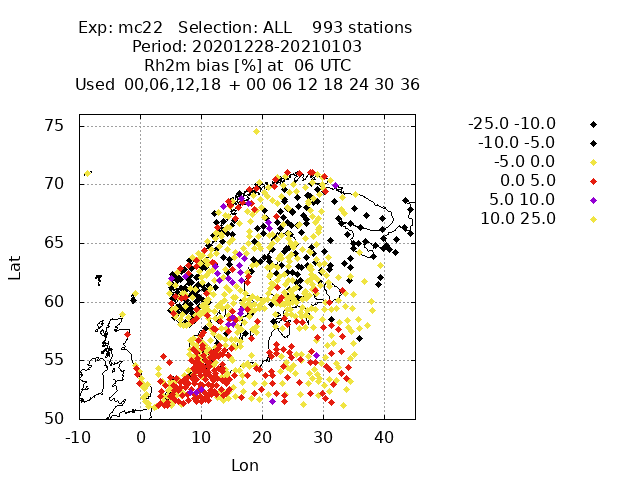 Exp: mc22 Selection: ALL 993 stations
Period: 20201228-20210103
Rh2m bias [%] at 06 UTC
Used 00,06,12,18 + 00 06 12 18 24 30 36
-25.0 -10.0
-10.0 -5.0
-5.0 0.0
0.0 5.0
5.0 10.0
10.0 25.0
75
70
65
60
55
50
Lat
-10 0 10 20 30 40
Lon